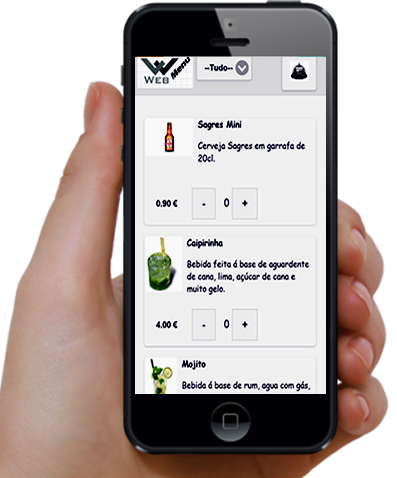 WEB Menu
--Tudo--
Sagres Mini
Cerveja Sagres em garrafa de
20cl.
0.90 €
- 0 +
Caipirinha
Bebida feita á base de aguardente
de cana, lima, açúcar de cana e
muito gelo.
4.00 €
- 0 +
Mojito
Bebida á base de rum, agua com gás,